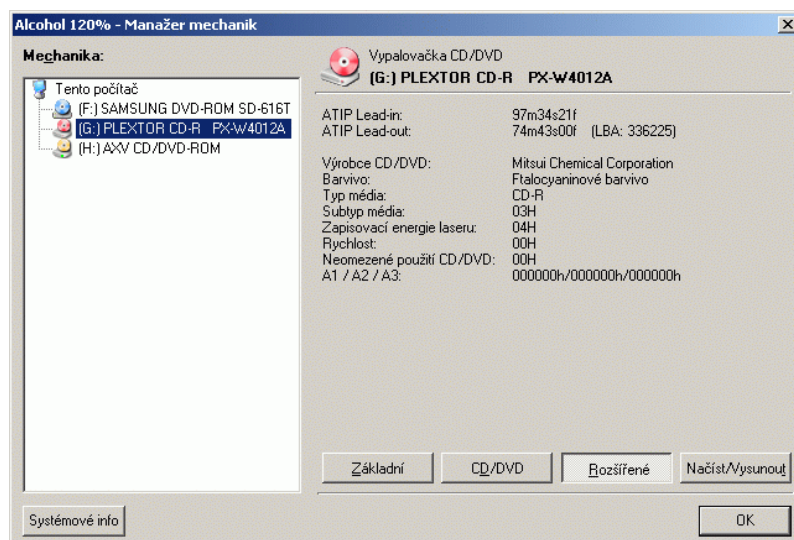 Alcohol 120% - Manažer mechanik
Mechanika:
Tento počítač
(F:) SAMSUNG DVD-ROM SD-616T
(G:) PLEXTOR CD-R PX-W4012A
(H:) AXV CD/DVD-ROM
Vypalovačka CD/DVD
(G:) PLEXTOR CD-R PX-W4012A
ATIP Lead-in: 97m34s21f
ATIP Lead-out: 74m43s00f (LBA: 336225)
Výrobce CD/DVD: Mitsui Chemical Corporation
Barvivo: Ftalocyaninové barvivo
Typ média: CD-R
Subtyp média: 03H
Zapisovací energie laseru: 04H
Rychlost: 00H
Neomezené použití CD/DVD: 00H
A1 / A2 / A3: 000000h/000000h/000000h
Základní
CD/DVD
Rozšířené
Načíst/Vysunout
Systémové info
OK